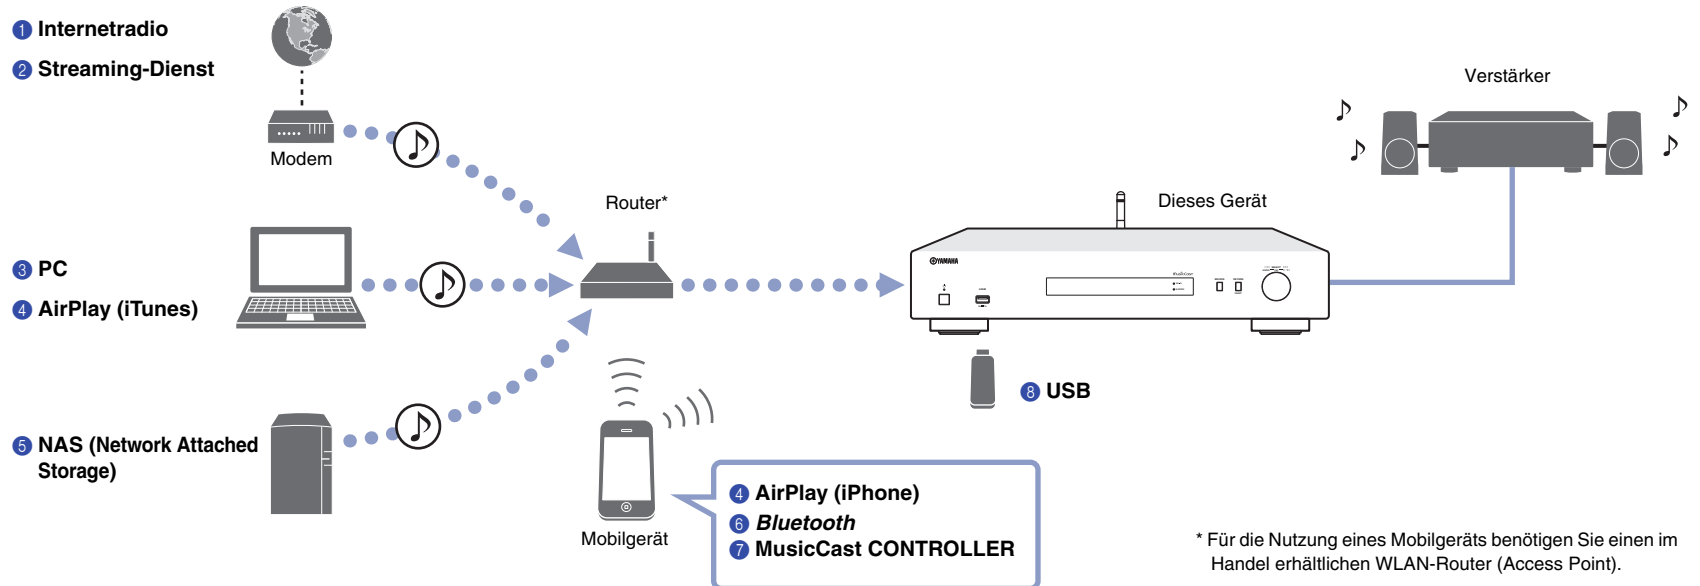 1 Internetradio
2 Streaming-Dienst
Modem
Verstärker
Router*
Dieses Gerät
YAMAHA
3 PC
4 AirPlay (iTunes)
8 USB
5 NAS (Network Attached
Storage)
Mobilgerät
4 AirPlay (iPhone)
6 Bluetooth
7 MusicCast CONTROLLER
* Für die Nutzung eines Mobilgeräts benötigen Sie einen im
Handel erhältlichen WLAN-Router (Access Point).